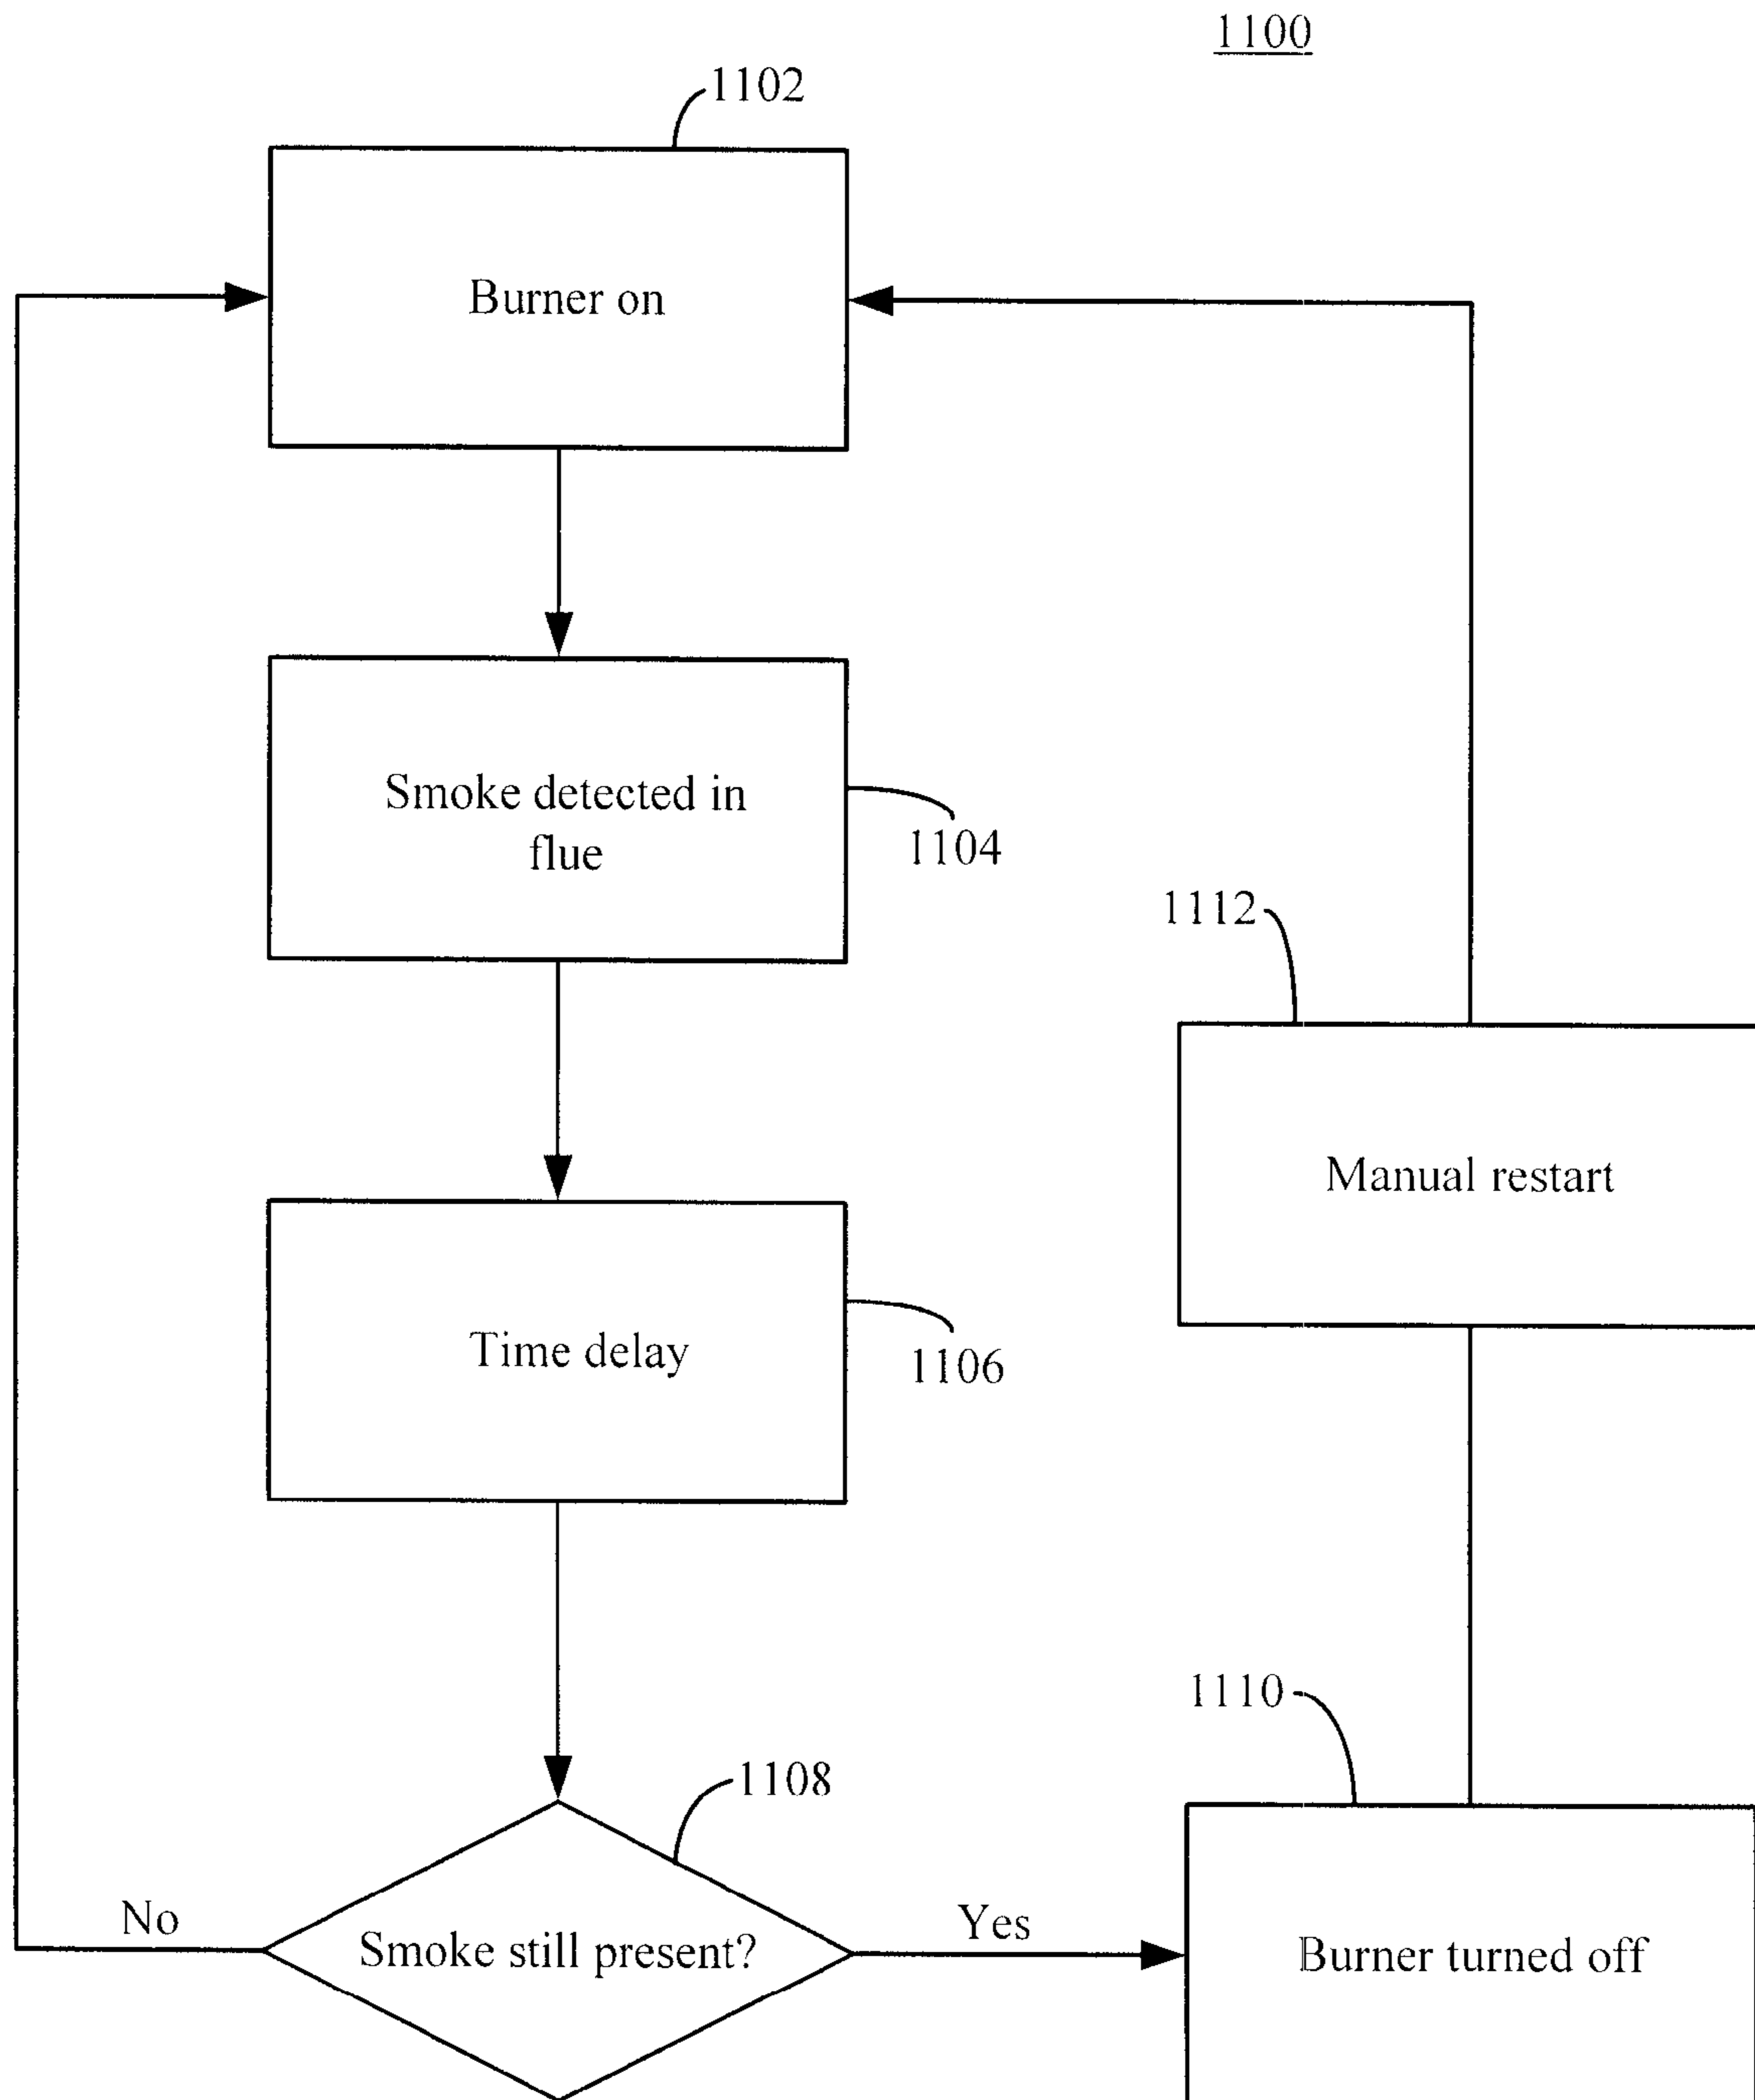 1100
1102
Burner on
Smoke detected in
flue
1104
1112
Manual restart
Time delay
1106
1110
1108
No
Smoke still present?
Yes
Burner turned off